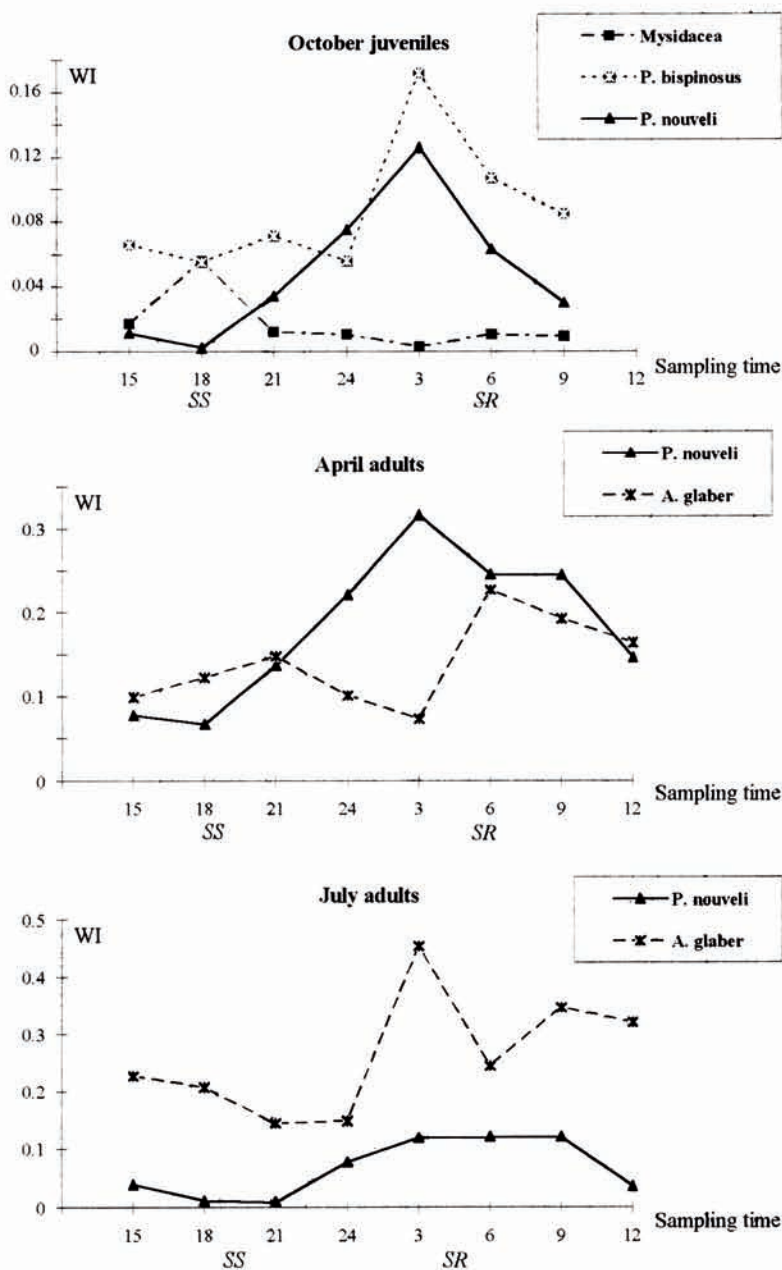 October juveniles
Mysidacea
P. bispinosus
P. nouveli
WI
0.16
0.12
0.08
0.04
0
15 18 21 24 3 6 9 12 Sampling time
SS SR
April adults
P. nouveli
A. glaber
WI
0.3
0.2
0.1
0
15 18 21 24 3 6 9 12 Sampling time
SS SR
July adults
P. nouveli
A. glaber
WI
0.5
0.4
0.3
0.2
0.1
0
15 18 21 24 3 6 9 12 Sampling time
SS SR